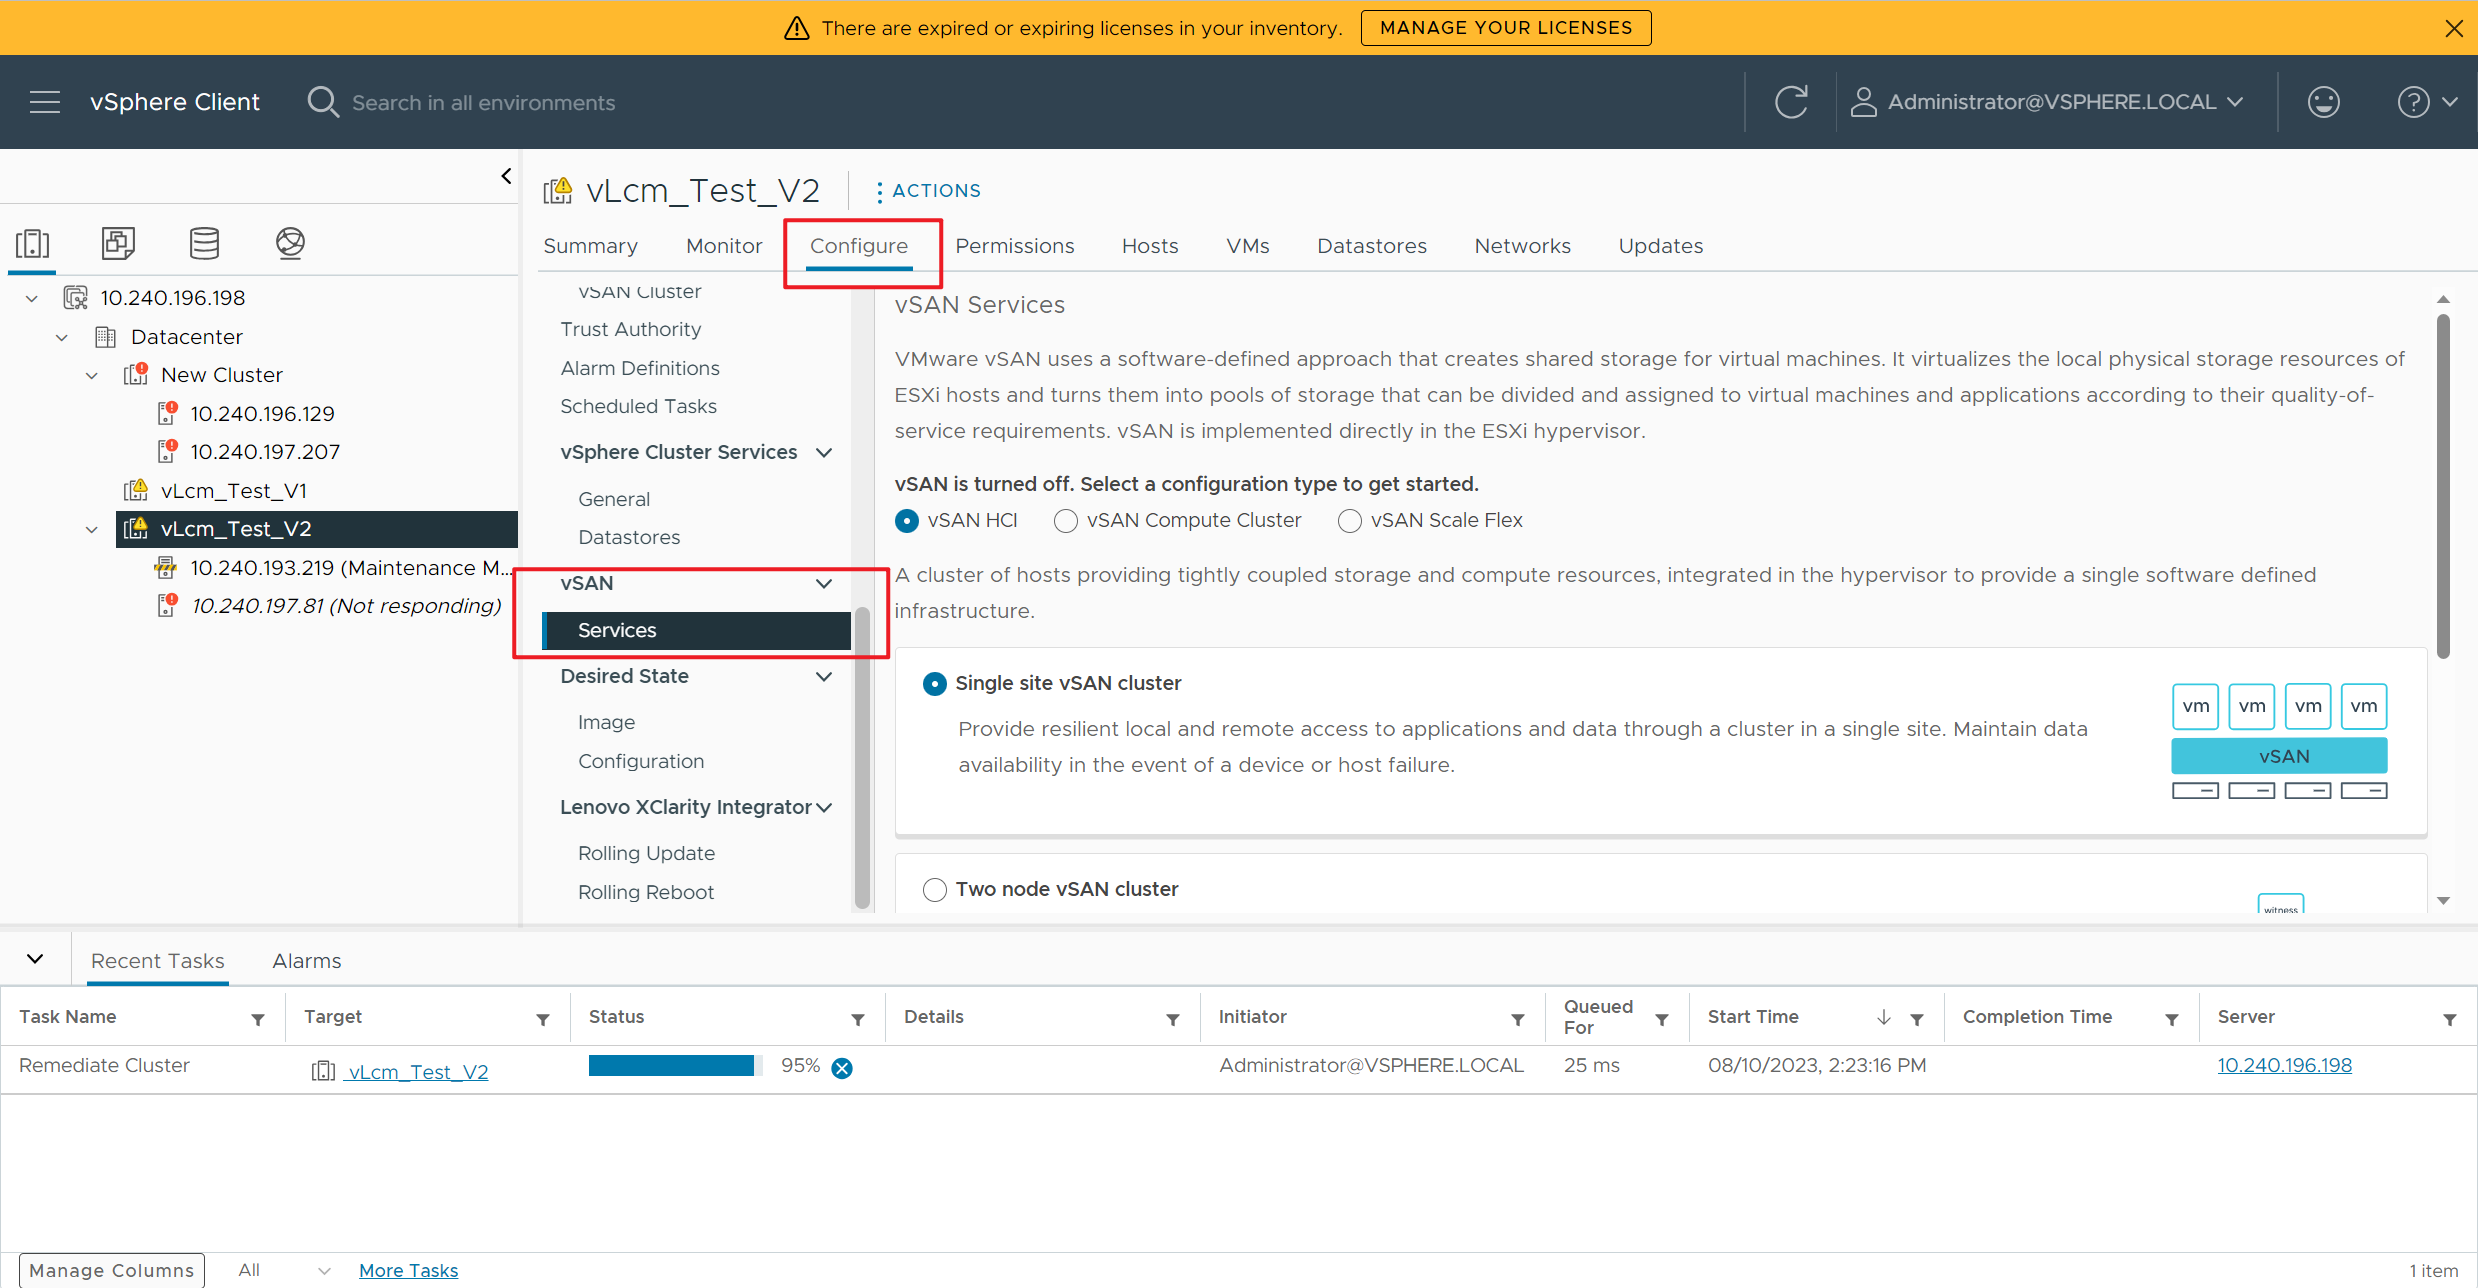 There are expired or expiring licenses in your inventory. MANAGE YOUR LICENSES
vSphere Client Search in all environments Administrator@VSPHERE.LOCAL
vLcm_Test_V2 ACTIONS
Summary Monitor Configure Permissions Hosts VMs Datastores Networks Updates
10.240.196.198
Datacenter
New Cluster
10.240.196.129
10.240.197.207
vLcm_Test_V1
vLcm_Test_V2
10.240.193.219 (Maintenance M...
10.240.197.81 (Not responding)
vSAN Cluster
Trust Authority
Alarm Definitions
Scheduled Tasks
vSphere Cluster Services
General
Datastores
vSAN
Services
Desired State
Image
Configuration
Lenovo XClarity Integrator
Rolling Update
Rolling Reboot
vSAN Services
VMware vSAN uses a software-defined approach that creates shared storage for virtual machines. It virtualizes the local physical storage resources of
ESXi hosts and turns them into pools of storage that can be divided and assigned to virtual machines and applications according to their quality-of-
service requirements. vSAN is implemented directly in the ESXi hypervisor.
vSAN is turned off. Select a configuration type to get started.
vSAN HCI vSAN Compute Cluster vSAN Scale Flex
A cluster of hosts providing tightly coupled storage and compute resources, integrated in the hypervisor to provide a single software defined
infrastructure.
Single site vSAN cluster
Provide resilient local and remote access to applications and data through a cluster in a single site. Maintain data
availability in the event of a device or host failure.
vm vm vm vm
vSAN
Two node vSAN cluster
witness
Recent Tasks Alarms
Task Name Target Status Details Initiator Queued For Start Time Completion Time Server
Remediate Cluster vLcm_Test_V2 95% Administrator@VSPHERE.LOCAL 25 ms 08/10/2023, 2:23:16 PM 10.240.196.198
Manage Columns All More Tasks 1 item